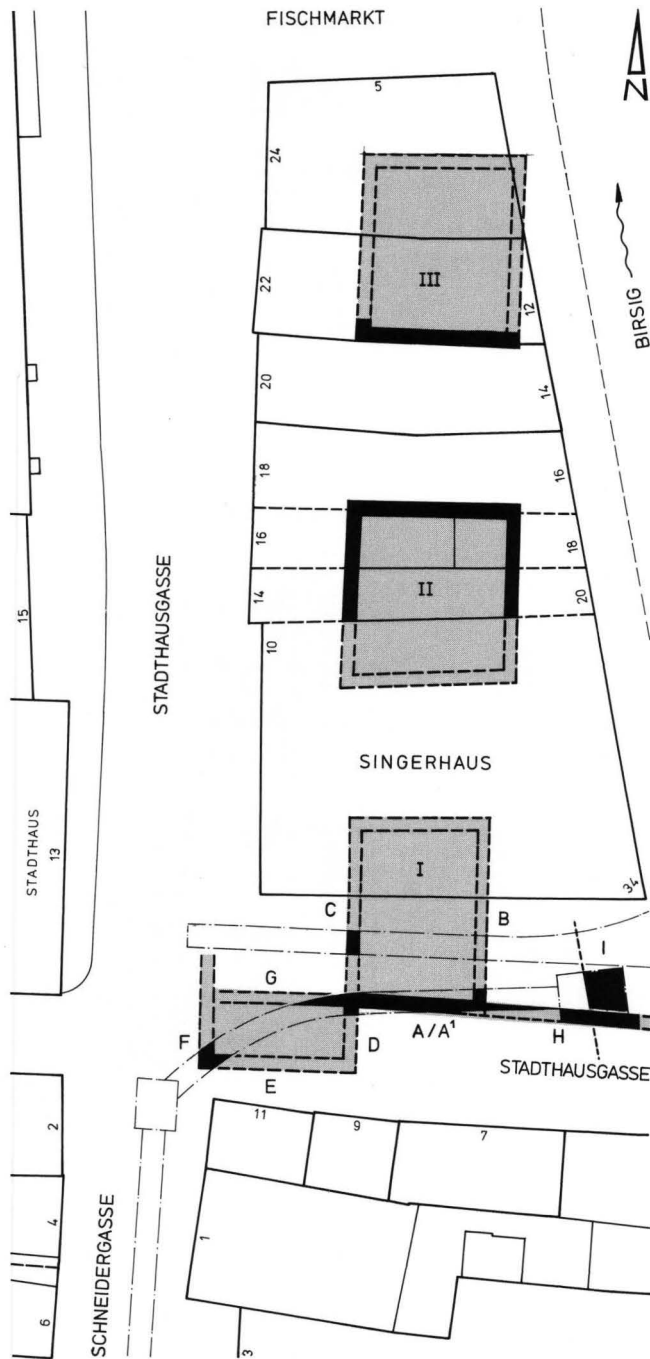 FISCHMARKT
N
5
24
22
III
12
BIRSIG
20
14
18
16
16
18
14
II
20
15
10
STADTHAUSGASSE
SINGERHAUS
STADTHAUS
13
I
34
C
B
I
G
F
D
A/A¹
H
E
STADTHAUSGASSE
2
11
9
7
4
1
SCHNEIDERGASSE
6
3